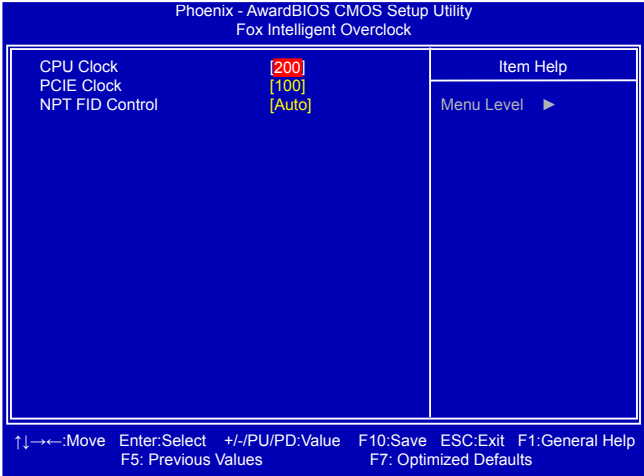 Phoenix - AwardBIOS CMOS Setup Utility
Fox Intelligent Overclock
CPU Clock [200]
PCIE Clock [100]
NPT FID Control [Auto]
Item Help
Menu Level ►
↑↓→←:Move Enter:Select +/-/PU/PD:Value F10:Save ESC:Exit F1:General Help
F5: Previous Values F7: Optimized Defaults